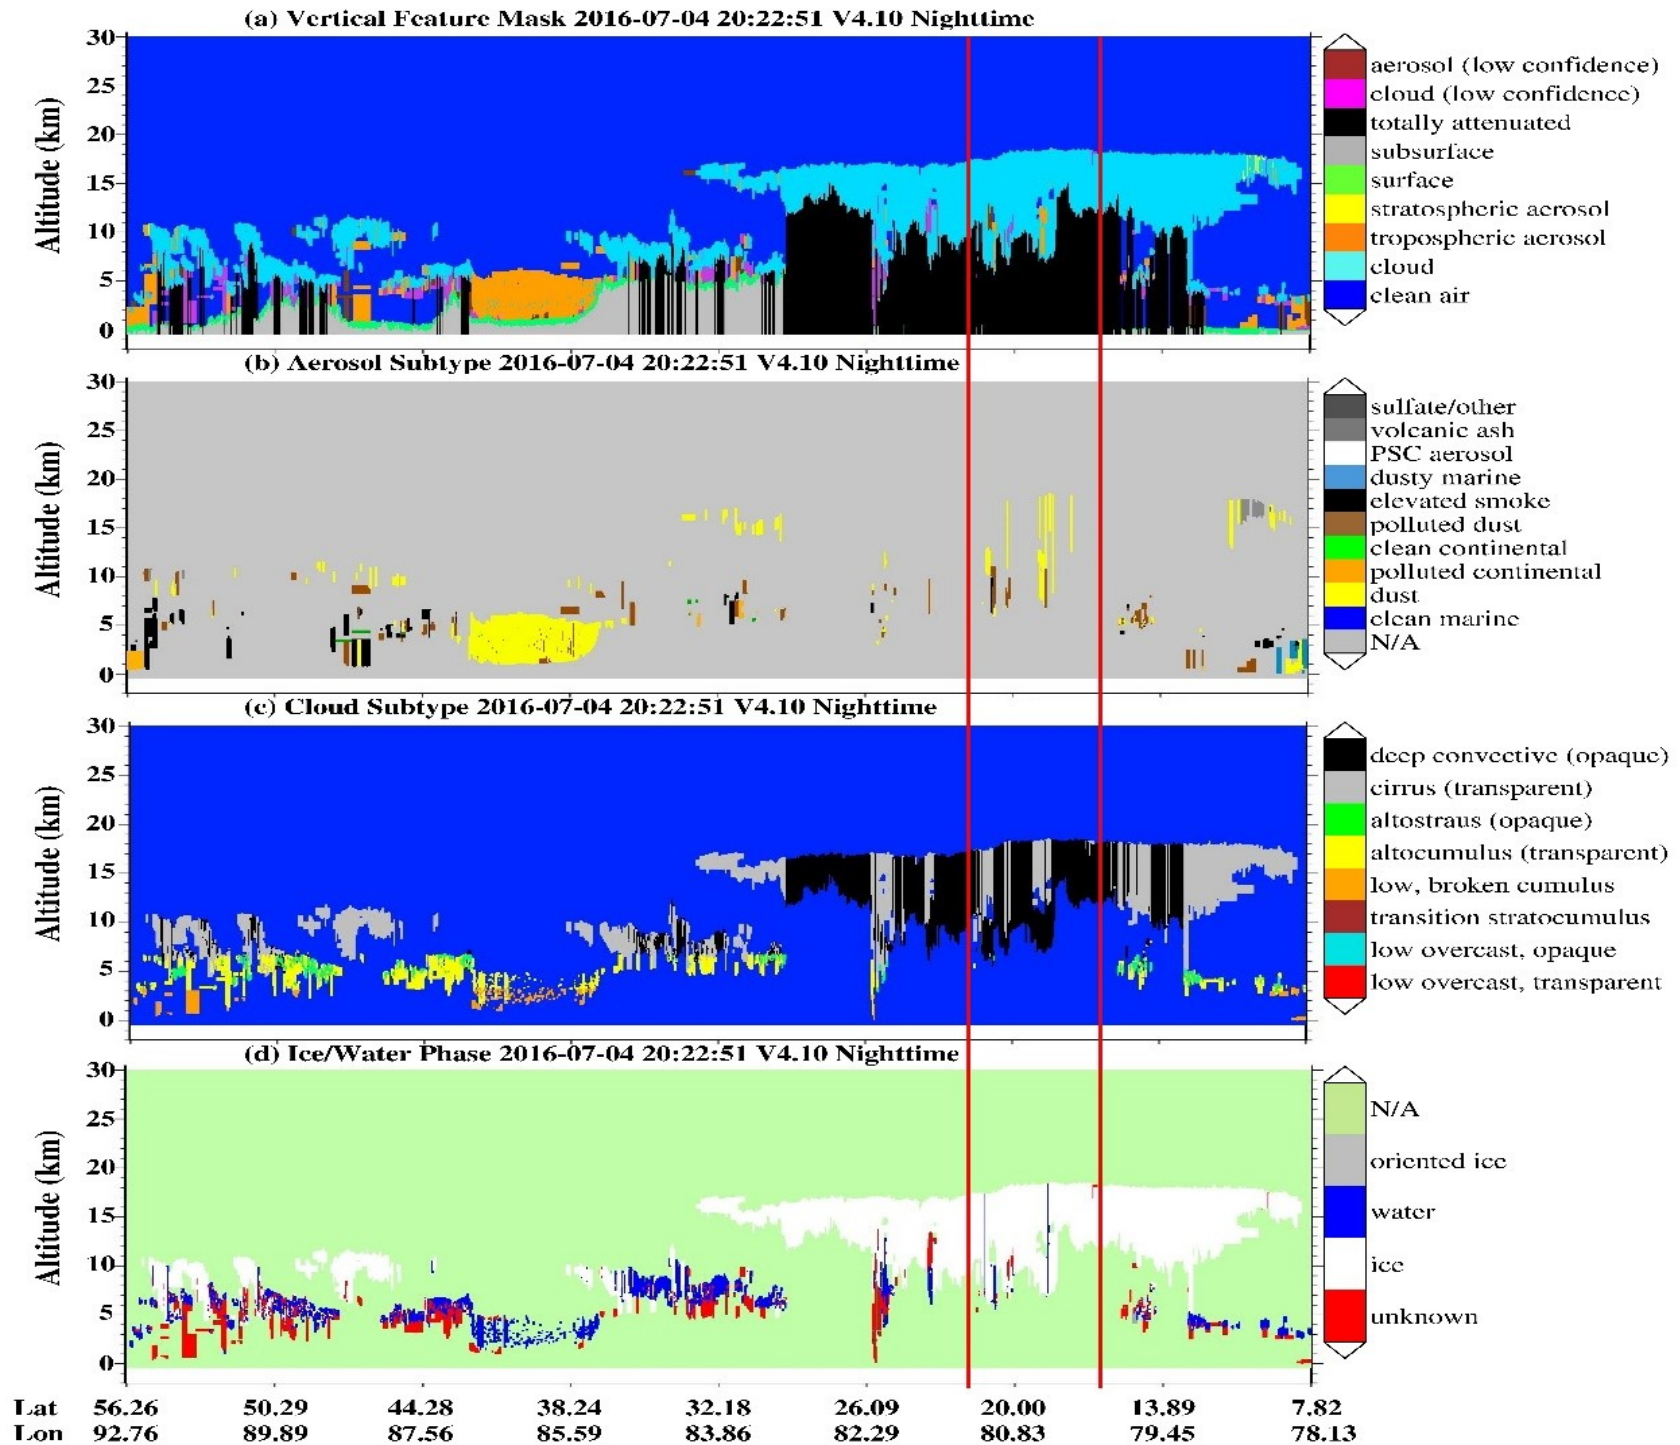 (a) Vertical Feature Mask 2016-07-04 20:22:51 V4.10 Nighttime
Altitude (km)
30
25
20
15
10
5
0
aerosol (low confidence)
cloud (low confidence)
totally attenuated
subsurface
surface
stratospheric aerosol
tropospheric aerosol
cloud
clean air
(b) Aerosol Subtype 2016-07-04 20:22:51 V4.10 Nighttime
Altitude (km)
30
25
20
15
10
5
0
sulfate/other
volcanic ash
PSC aerosol
dusty marine
elevated smoke
polluted dust
clean continental
polluted continental
dust
clean marine
N/A
(c) Cloud Subtype 2016-07-04 20:22:51 V4.10 Nighttime
Altitude (km)
30
25
20
15
10
5
0
deep convective (opaque)
cirrus (transparent)
altostraus (opaque)
altocumulus (transparent)
low, broken cumulus
transition stratocumulus
low overcast, opaque
low overcast, transparent
(d) Ice/Water Phase 2016-07-04 20:22:51 V4.10 Nighttime
Altitude (km)
30
25
20
15
10
5
0
N/A
oriented ice
water
ice
unknown
Lat 56.26 50.29 44.28 38.24 32.18 26.09 20.00 13.89 7.82
Lon 92.76 89.89 87.56 85.59 83.86 82.29 80.83 79.45 78.13